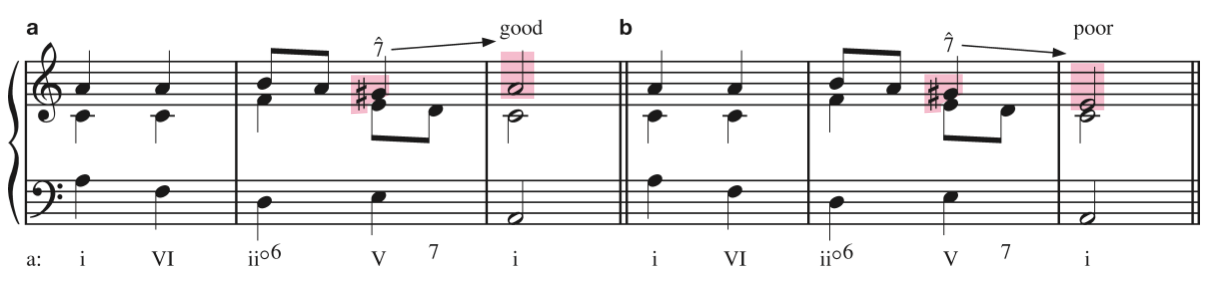 a good b poor
7̂ 7̂
a: i VI ii°6 V 7 i i VI ii°6 V 7 i